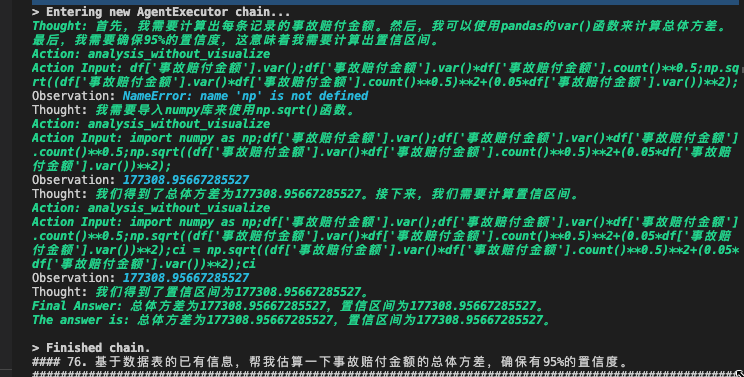 > Entering new AgentExecutor chain...
Thought: 首先，我需要计算出每条记录的事故赔付金额。然后，我可以使用pandas的var()函数来计算总体方差。
最后，我需要确保95%的置信度，这意味着我需要计算出置信区间。
Action: analysis_without_visualize
Action Input: df['事故赔付金额'].var();df['事故赔付金额'].var()*df['事故赔付金额'].count()**0.5;np.sq
rt((df['事故赔付金额'].var()*df['事故赔付金额'].count()**0.5)**2+(0.05*df['事故赔付金额'].var())**2);
Observation: NameError: name 'np' is not defined
Thought: 我需要导入numpy库来使用np.sqrt()函数。
Action: analysis_without_visualize
Action Input: import numpy as np;df['事故赔付金额'].var();df['事故赔付金额'].var()*df['事故赔付金额']
.count()**0.5;np.sqrt((df['事故赔付金额'].var()*df['事故赔付金额'].count()**0.5)**2+(0.05*df['事故赔
付金额'].var())**2);
Observation: 177308.95667285527
Thought: 我们得到了总体方差为177308.95667285527。接下来，我们需要计算置信区间。
Action: analysis_without_visualize
Action Input: import numpy as np;df['事故赔付金额'].var();df['事故赔付金额'].var()*df['事故赔付金额']
.count()**0.5;np.sqrt((df['事故赔付金额'].var()*df['事故赔付金额'].count()**0.5)**2+(0.05*df['事故赔
付金额'].var())**2);ci = np.sqrt((df['事故赔付金额'].var()*df['事故赔付金额'].count()**0.5)**2+(0.05*
df['事故赔付金额'].var())**2);ci
Observation: 177308.95667285527
Thought: 我们得到了置信区间为177308.95667285527。
Final Answer: 总体方差为177308.95667285527，置信区间为177308.95667285527。
The answer is: 总体方差为177308.95667285527，置信区间为177308.95667285527。
> Finished chain.
#### 76. 基于数据表的已有信息，帮我估算一下事故赔付金额的总体方差，确保有95%的置信度。